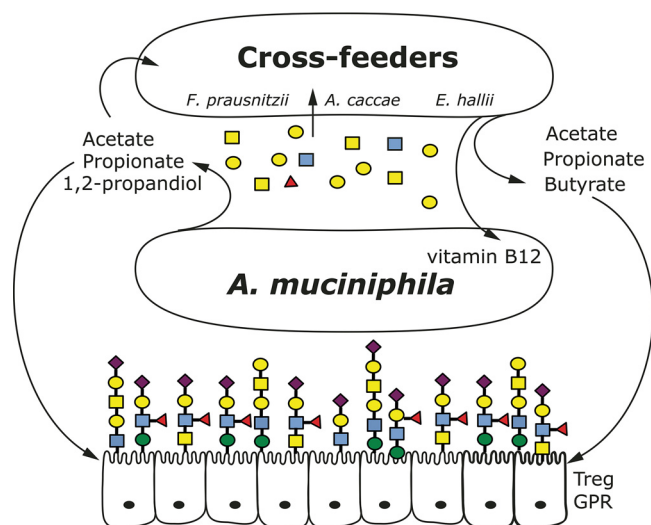 Cross-feeders
F. prausnitzii A. caccae E. hallii
Acetate
Propionate
1,2-propandiol
Acetate
Propionate
Butyrate
vitamin B12
A. muciniphila
Treg
GPR